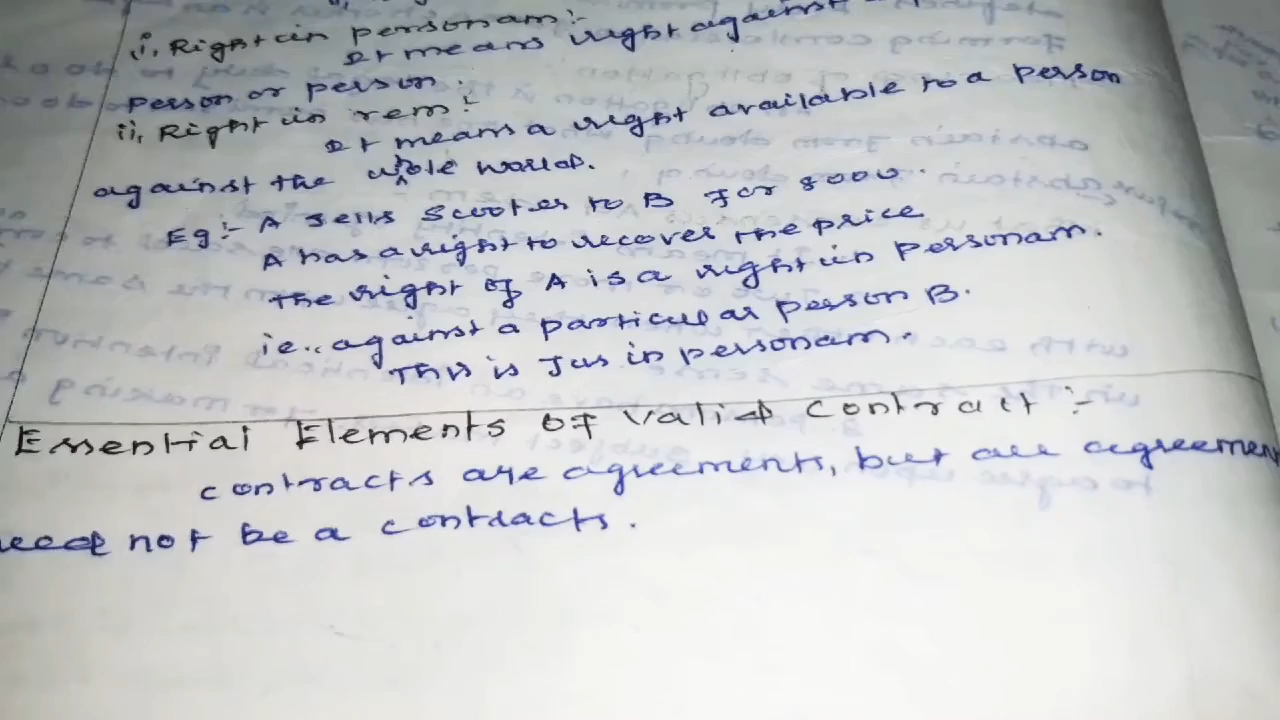 i, Right in personam:-
It means right against
person or person.
ii, Right in rem:-
It means a right available to a person
against the whole world.
Eg:- A sells scooter to B for 8000.
A has a right to recover the price
the right of A is a right in personam.
ie.. against a particular person B.
This is Jus in personam.
Essential Elements of Valid contract:-
contracts are agreements, but all agreemen
need not be a contracts.